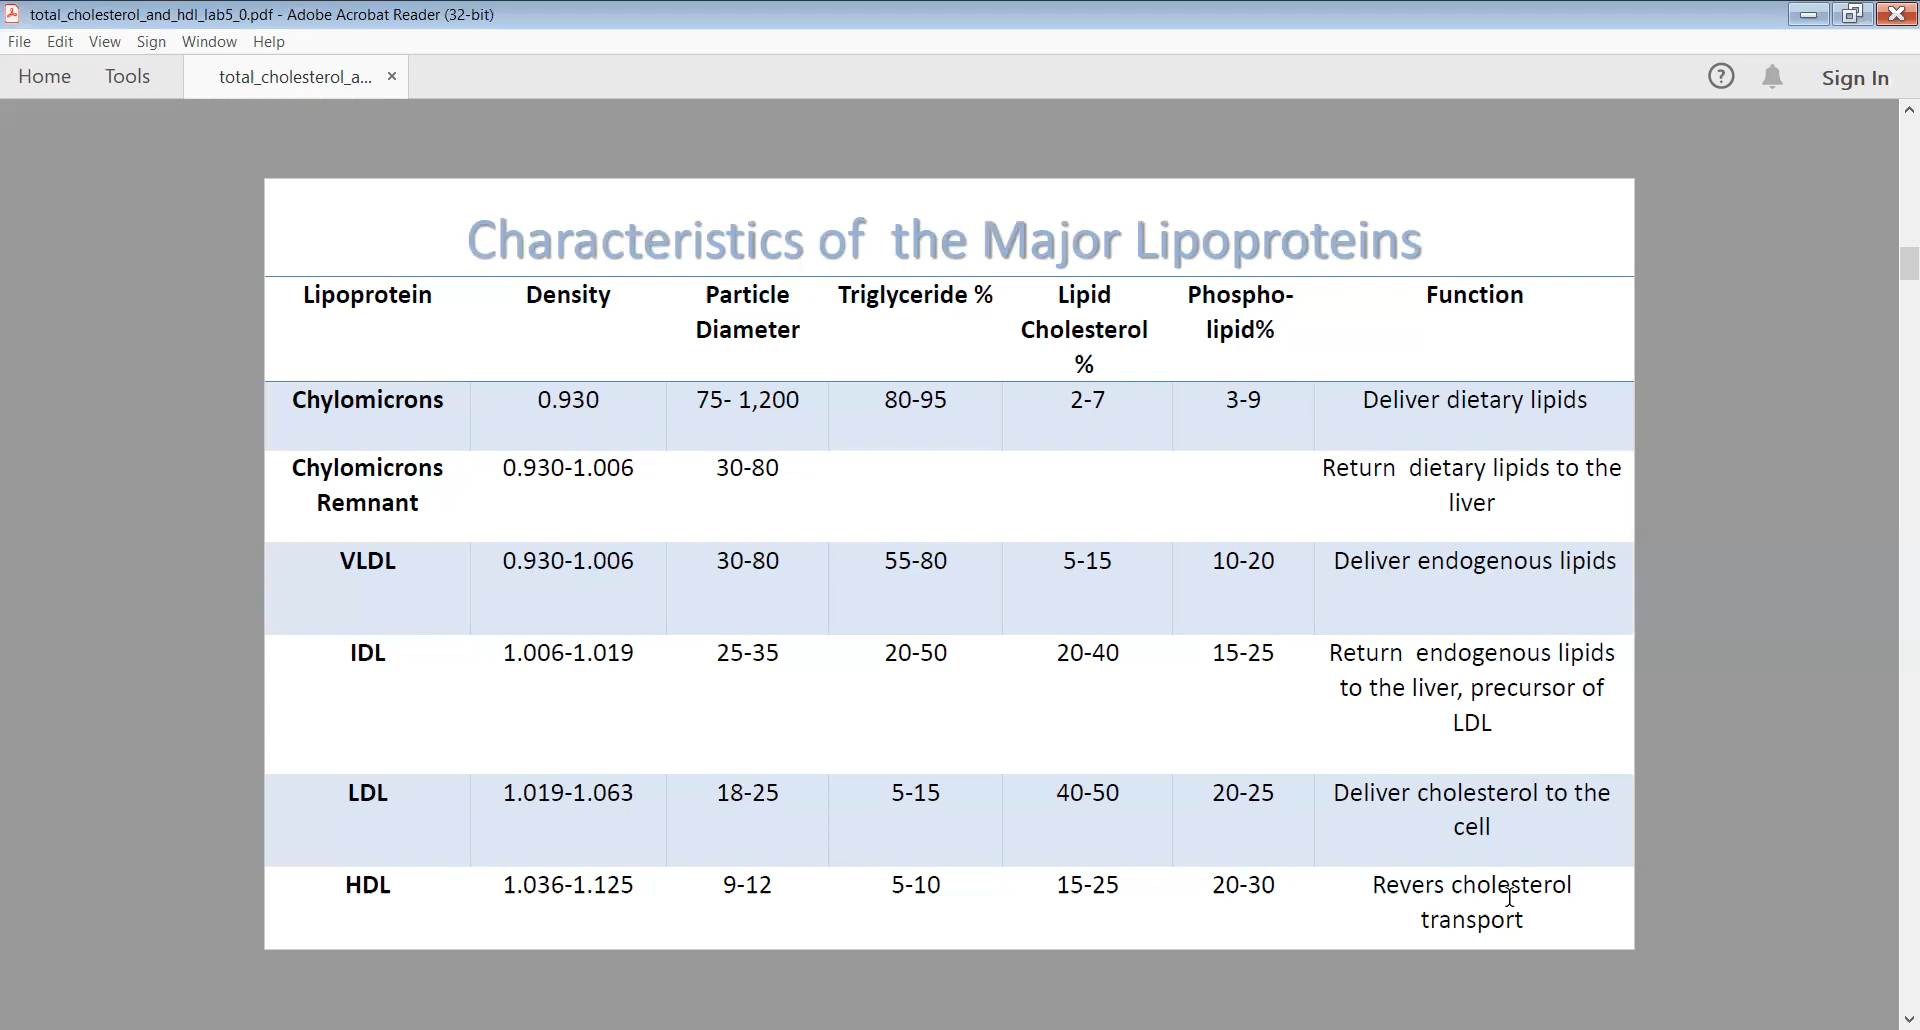 total_cholesterol_and_hdl_lab5_0.pdf - Adobe Acrobat Reader (32-bit)
File Edit View Sign Window Help
Home Tools total_cholesterol_a... × ? Sign In
Characteristics of the Major Lipoproteins
Lipoprotein Density Particle Diameter Triglyceride % Lipid Cholesterol % Phospho-lipid% Function
Chylomicrons 0.930 75- 1,200 80-95 2-7 3-9 Deliver dietary lipids
Chylomicrons Remnant 0.930-1.006 30-80 Return dietary lipids to the liver
VLDL 0.930-1.006 30-80 55-80 5-15 10-20 Deliver endogenous lipids
IDL 1.006-1.019 25-35 20-50 20-40 15-25 Return endogenous lipids to the liver, precursor of LDL
LDL 1.019-1.063 18-25 5-15 40-50 20-25 Deliver cholesterol to the cell
HDL 1.036-1.125 9-12 5-10 15-25 20-30 Revers cholesterol transport